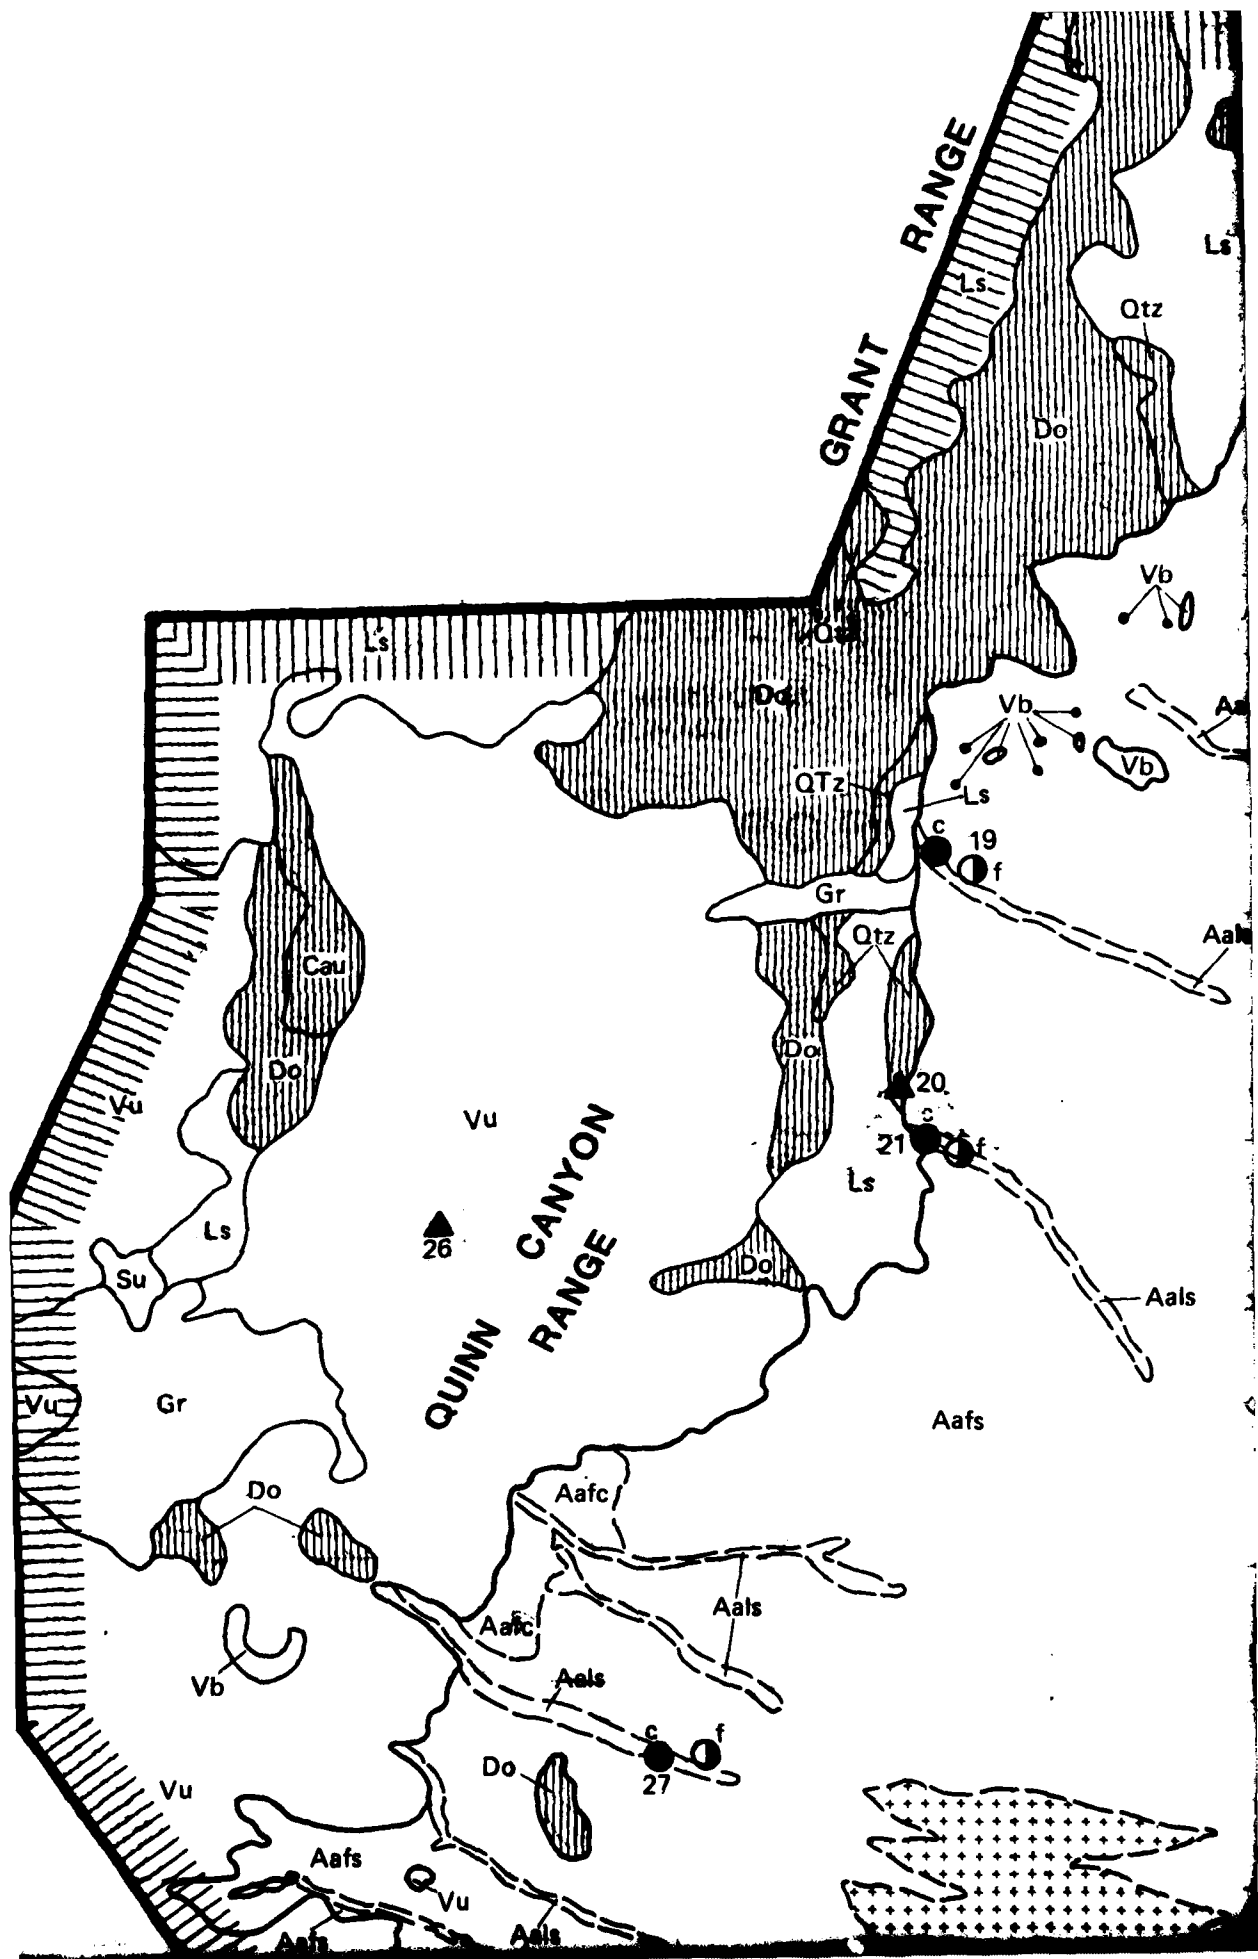 GRANT RANGE
Ls
Ls
Qtz
Do
Vb
Ls
Do
Vb
Vb
QTz
Ls
c
19
f
Gr
Qtz
Cau
Do
Do
20
Vu
Vu
21
f
Ls
Ls
QUINN CANYON RANGE
26
Su
Do
Aals
Vu
Gr
Aafs
Do
Aafc
Aals
Aafc
Vb
Aals
c
f
27
Do
Vu
Aafs
Vu
Aals
Aafs